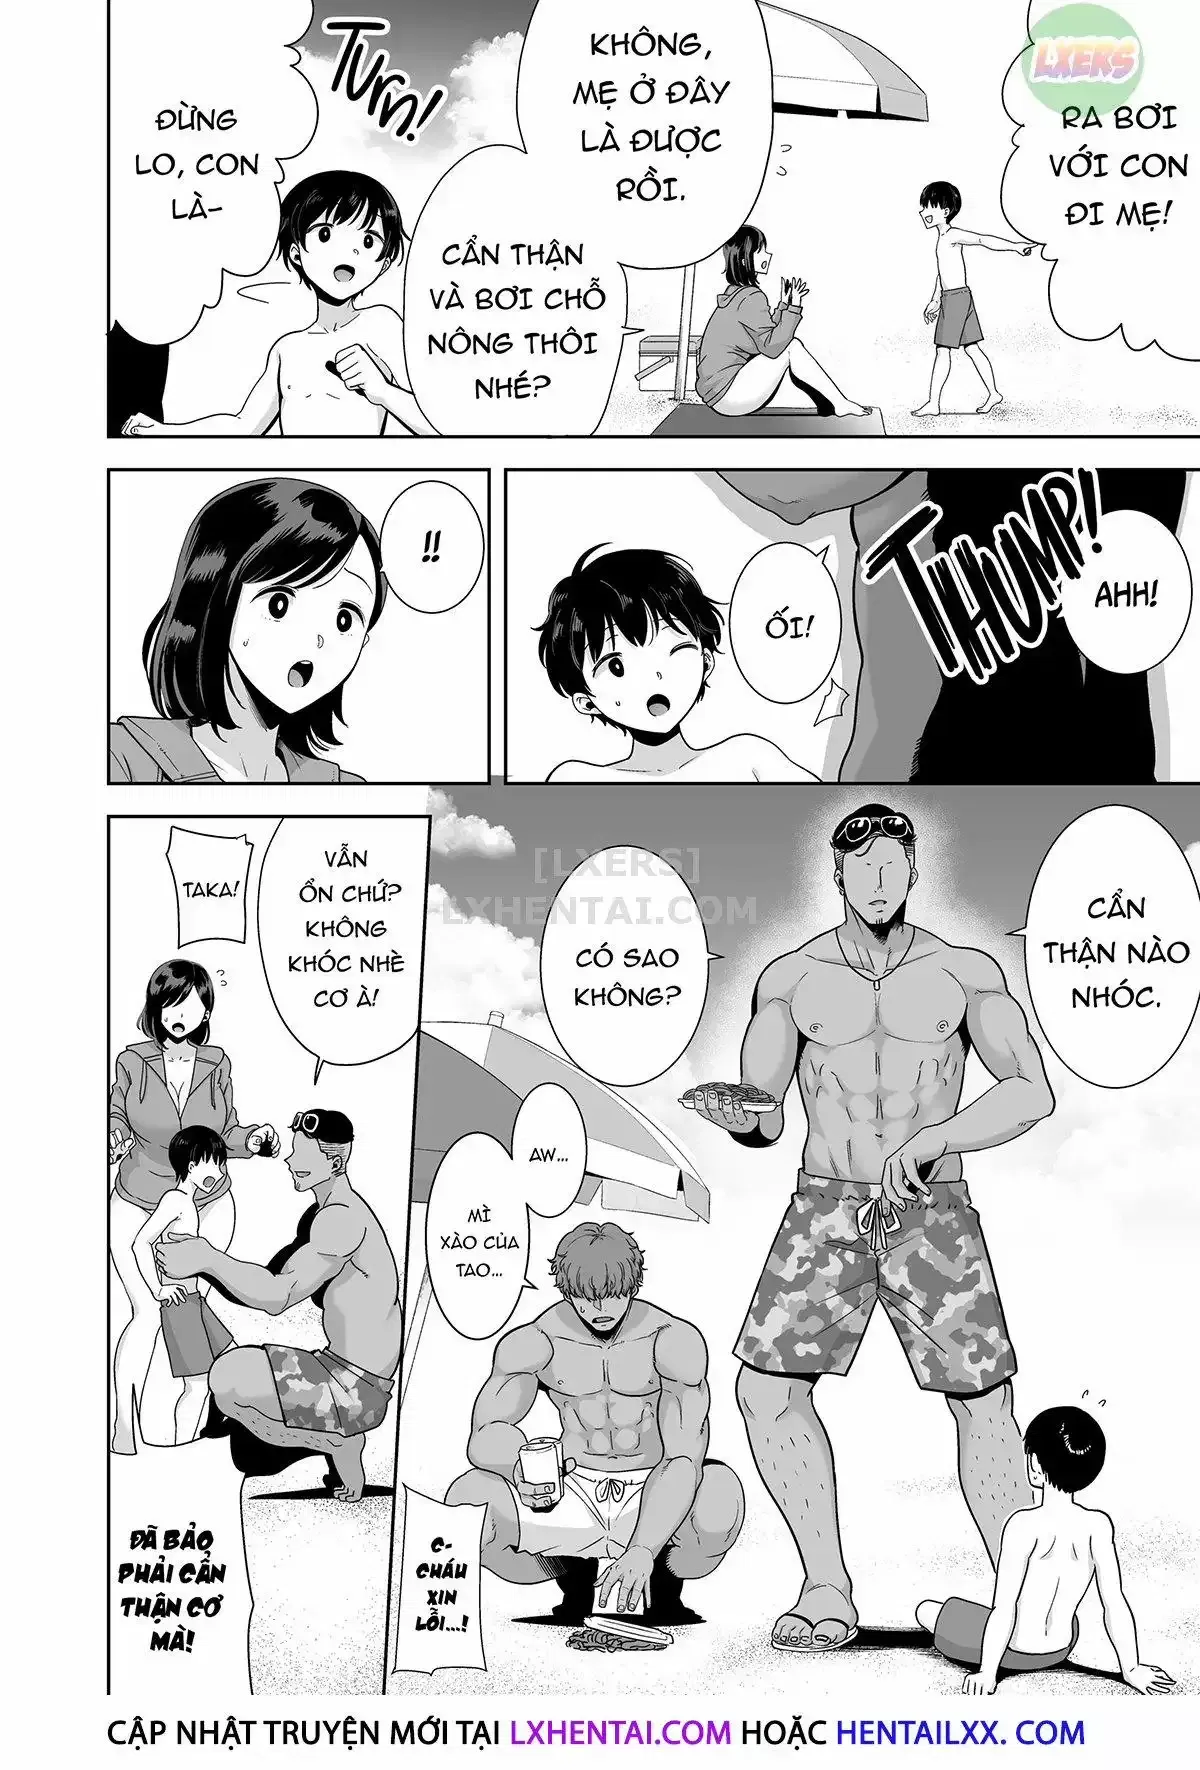 LXERS
RA BƠI
VỚI CON
ĐI MẸ!
KHÔNG,
MẸ Ở ĐÂY
LÀ ĐƯỢC
RỒI.
CẨN THẬN
VÀ BƠI CHỖ
NÔNG THÔI
NHÉ?
Turn!
ĐỪNG
LO, CON
LÀ-
AHH!
THUMP!
ỐI!
!!
CẨN
THẬN NÀO
NHÓC.
CÓ SAO
KHÔNG?
[LXERS]
LXHENTAI.COM
AW...
MÌ
XÀO CỦA
TAO...
VẪN
ỔN CHỨ?
KHÔNG
KHÓC NHÈ
CƠ À!
TAKA!
C-
CHÁU
XIN
LỖI...!
ĐÃ BẢO
PHẢI CẨN
THẬN CƠ
MÀ!
CẬP NHẬT TRUYỆN MỚI TẠI LXHENTAI.COM HOẶC HENTAILXX. COM